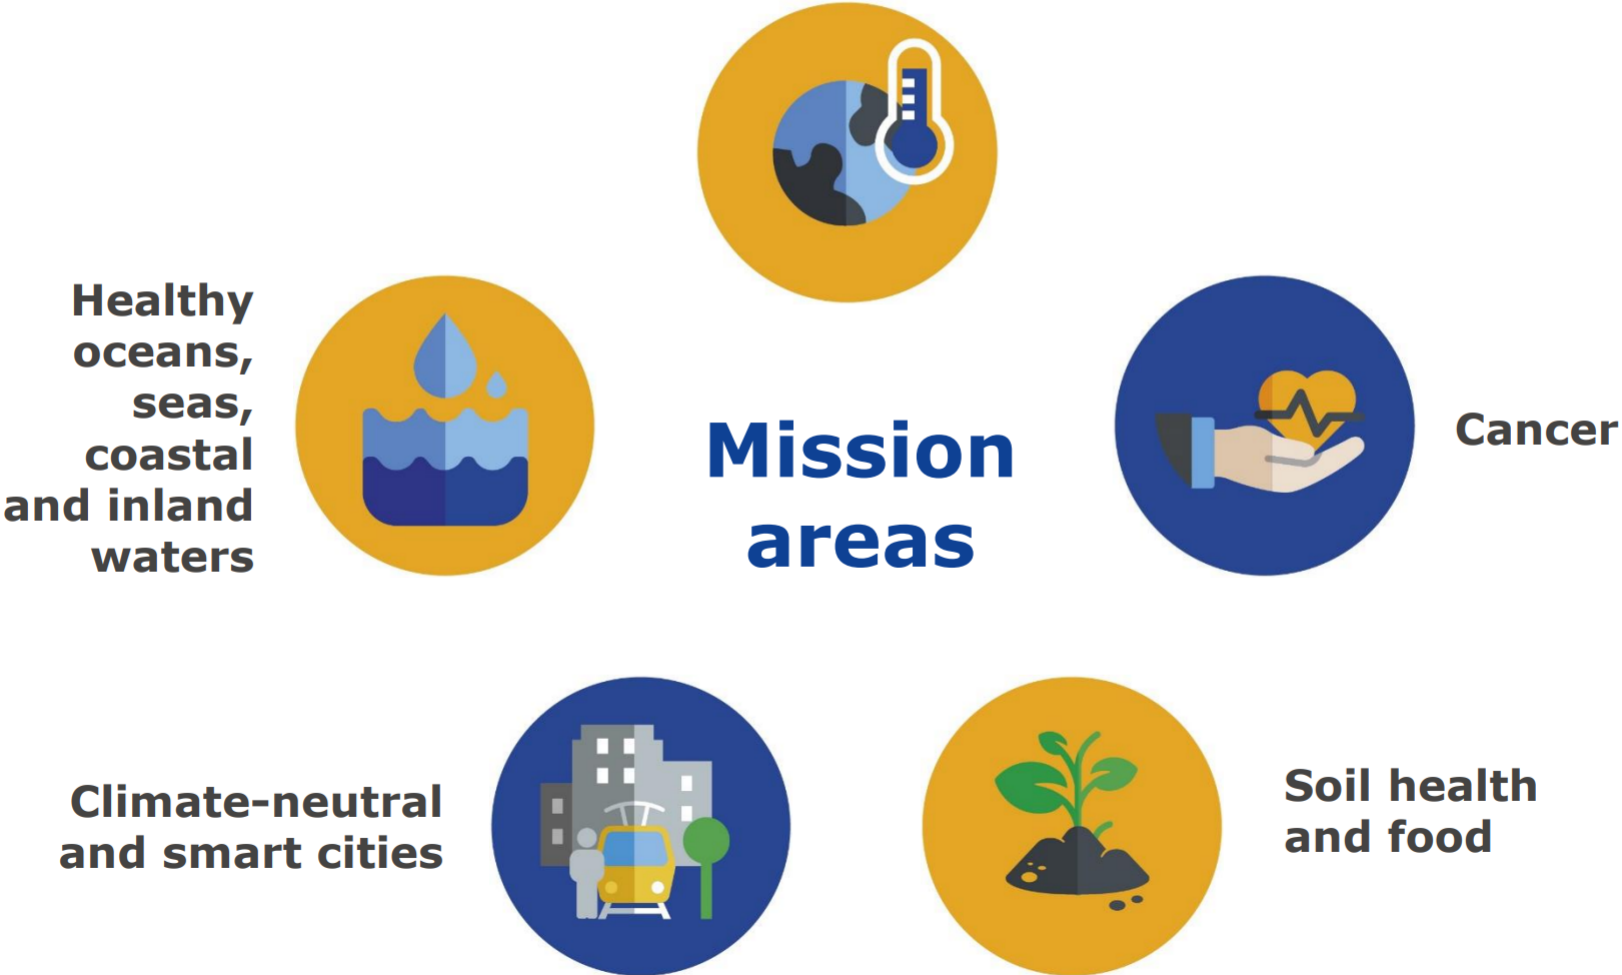 Healthy
oceans,
seas,
coastal
and inland
waters
Mission
areas
Cancer
Climate-neutral
and smart cities
Soil health
and food